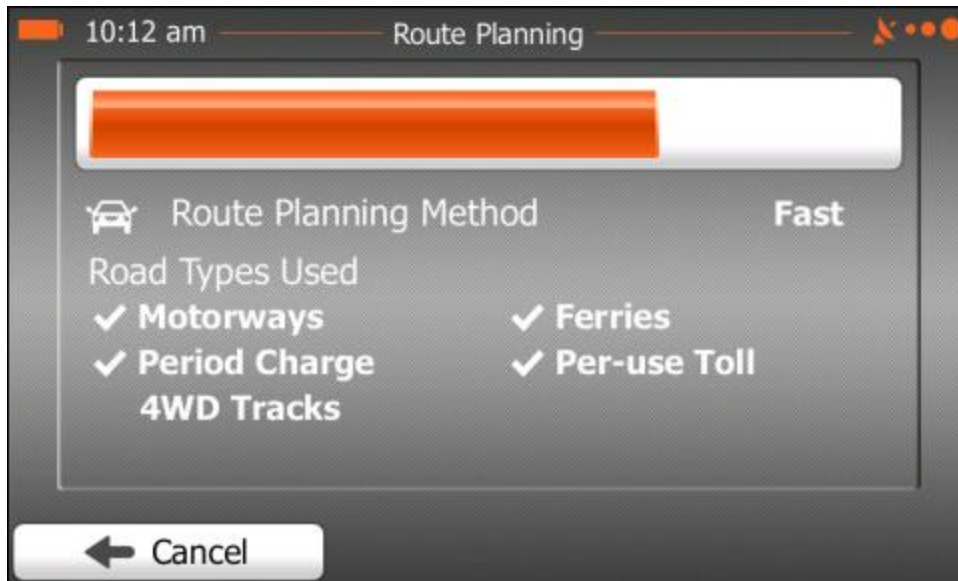 10:12 am Route Planning
Route Planning Method Fast
Road Types Used
Motorways Ferries
Period Charge Per-use Toll
4WD Tracks
Cancel